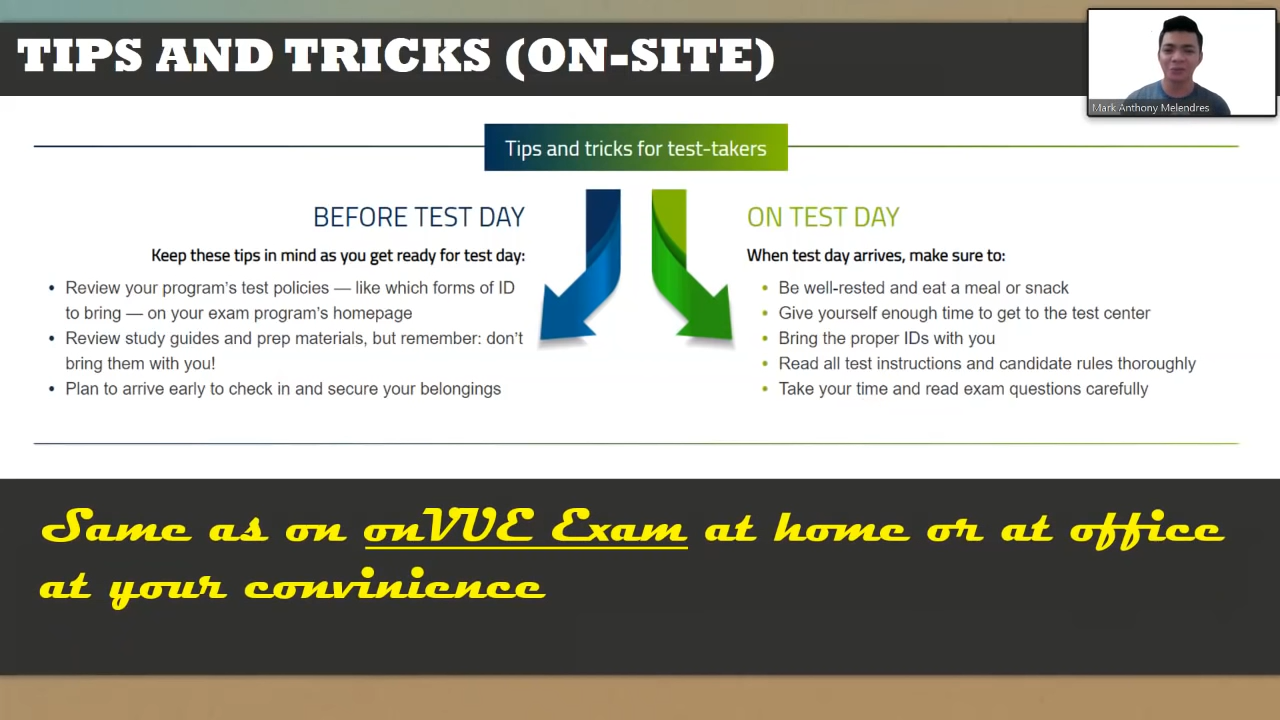 TIPS AND TRICKS (ON-SITE)
Mark Anthony Melendres
Tips and tricks for test-takers
BEFORE TEST DAY
Keep these tips in mind as you get ready for test day:
• Review your program's test policies — like which forms of ID
to bring — on your exam program's homepage
• Review study guides and prep materials, but remember: don't
bring them with you!
• Plan to arrive early to check in and secure your belongings
ON TEST DAY
When test day arrives, make sure to:
• Be well-rested and eat a meal or snack
• Give yourself enough time to get to the test center
• Bring the proper IDs with you
• Read all test instructions and candidate rules thoroughly
• Take your time and read exam questions carefully
Same as on onVUE Exam at home or at office
at your convinience